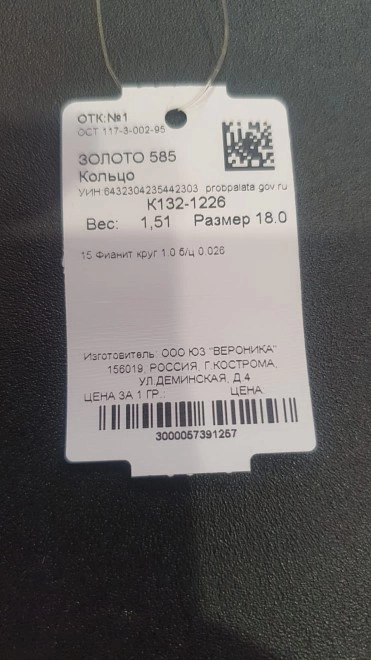 ОТК:№1
ОСТ 117-3-002-95
ЗОЛОТО 585
Кольцо
УИН:6432304235442303 probpalata.gov.ru
К132-1226
Вес: 1,51 Размер 18.0
15 Фианит круг 1.0 б/ц 0.026
Изготовитель: ООО ЮЗ "ВЕРОНИКА"
156019, РОССИЯ, Г.КОСТРОМА,
УЛ.ДЕМИНСКАЯ, Д.4
ЦЕНА ЗА 1 ГР.: ЦЕНА
3000057391257